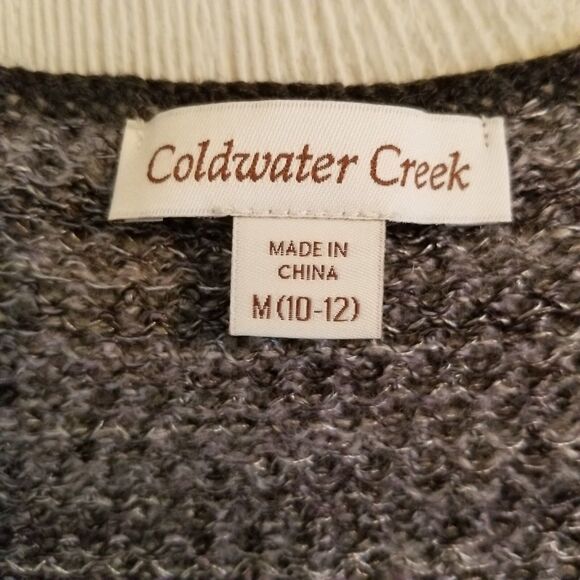 Coldwater Creek
MADE IN
CHINA
M(10-12)